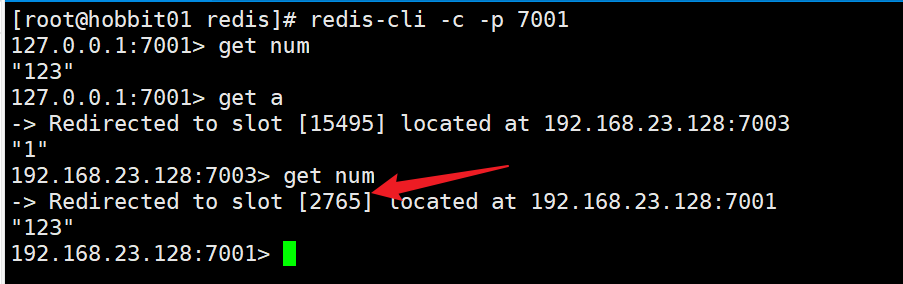 [root@hobbit01 redis]# redis-cli -c -p 7001
127.0.0.1:7001> get num
"123"
127.0.0.1:7001> get a
-> Redirected to slot [15495] located at 192.168.23.128:7003
"1"
192.168.23.128:7003> get num
-> Redirected to slot [2765] located at 192.168.23.128:7001
"123"
192.168.23.128:7001>